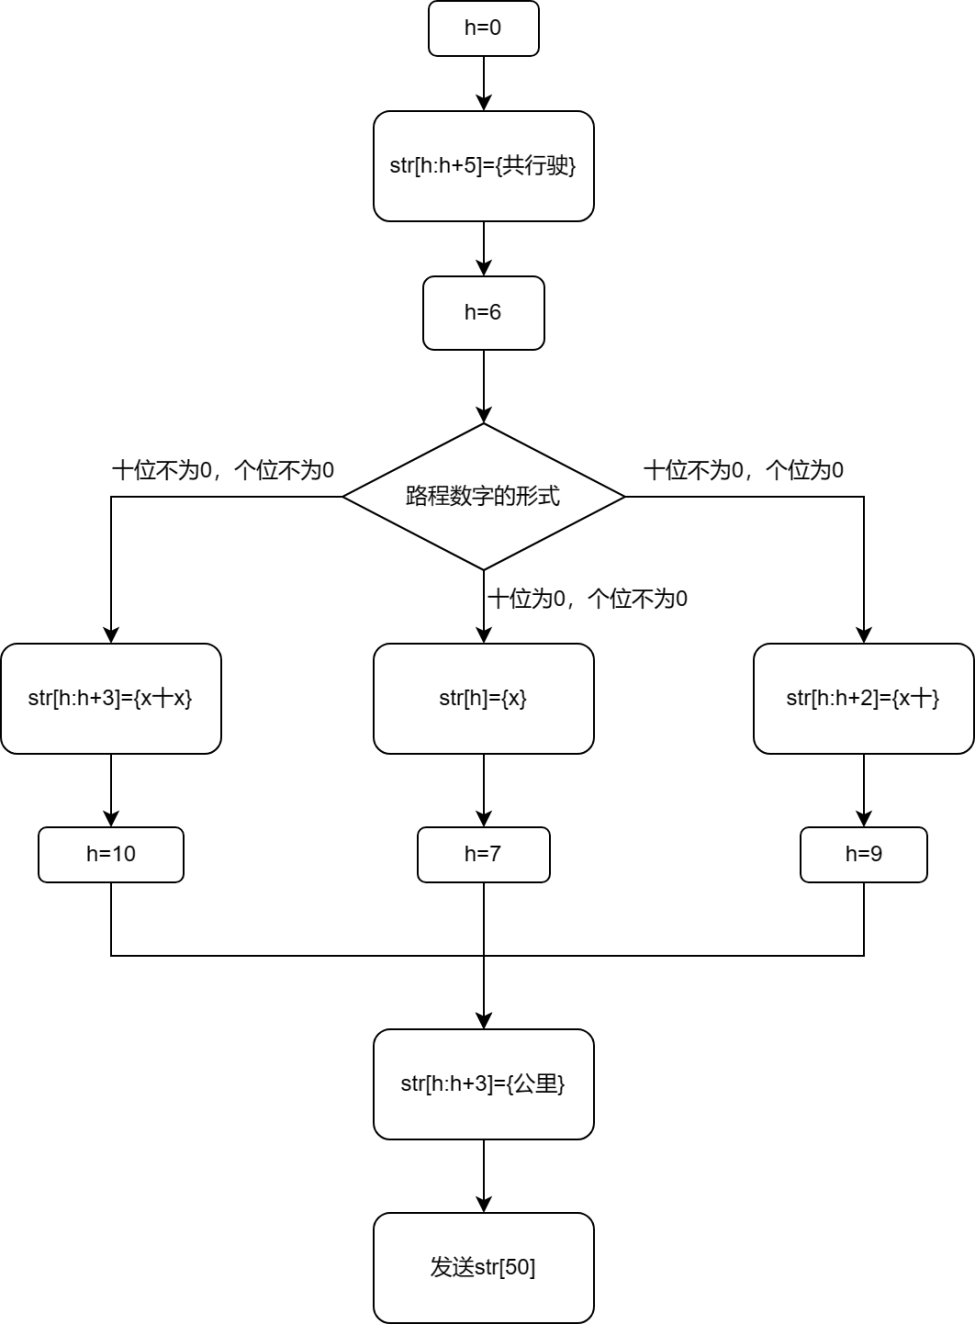 h=0
str[h:h+5]={共行驶}
h=6
路程数字的形式
十位不为0，个位不为0
十位为0，个位不为0
十位不为0，个位为0
str[h:h+3]={x十x}
str[h]={x}
str[h:h+2]={x十}
h=10
h=7
h=9
str[h:h+3]={公里}
发送str[50]